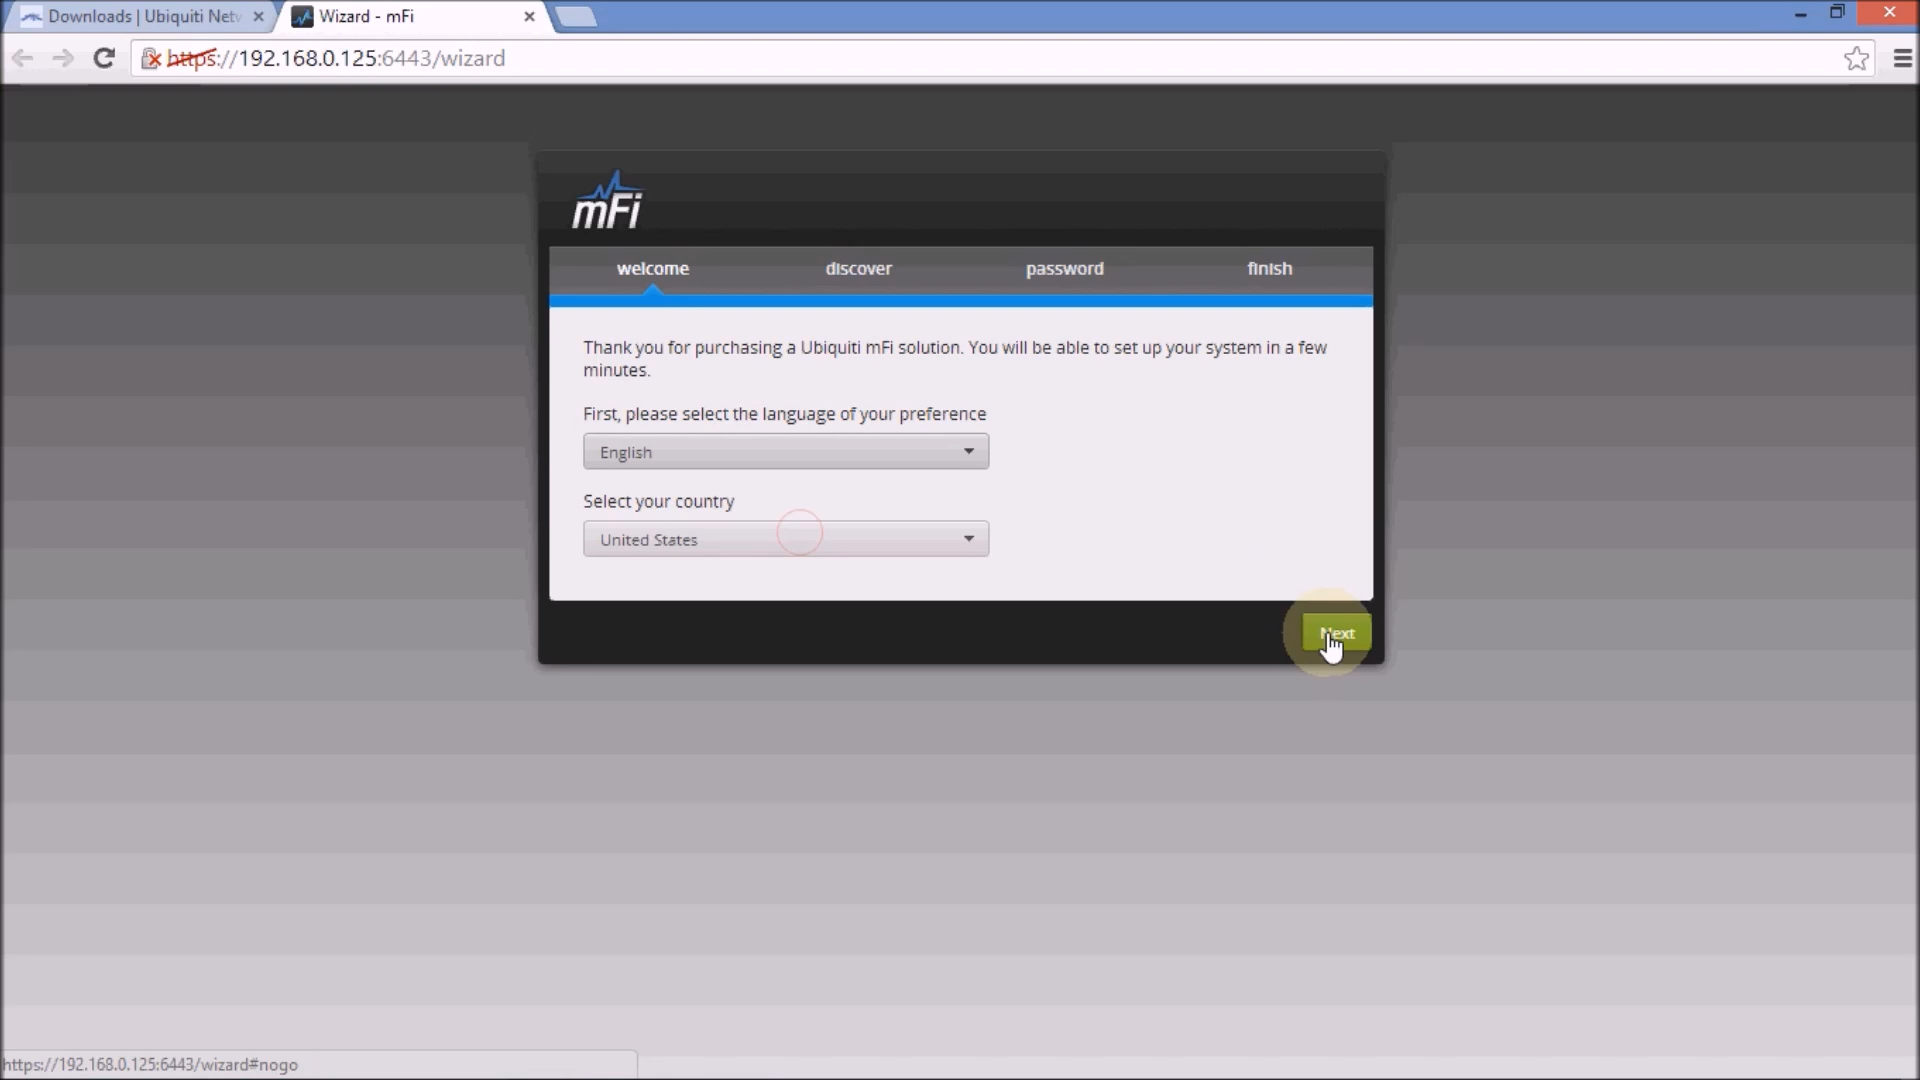 Downloads | Ubiquiti Netv
Wizard - mFi
https://192.168.0.125:6443/wizard
mFi
welcome
discover
password
finish
Thank you for purchasing a Ubiquiti mFi solution. You will be able to set up your system in a few
minutes.
First, please select the language of your preference
English
Select your country
United States
Next
https://192.168.0.125:6443/wizard#nogo